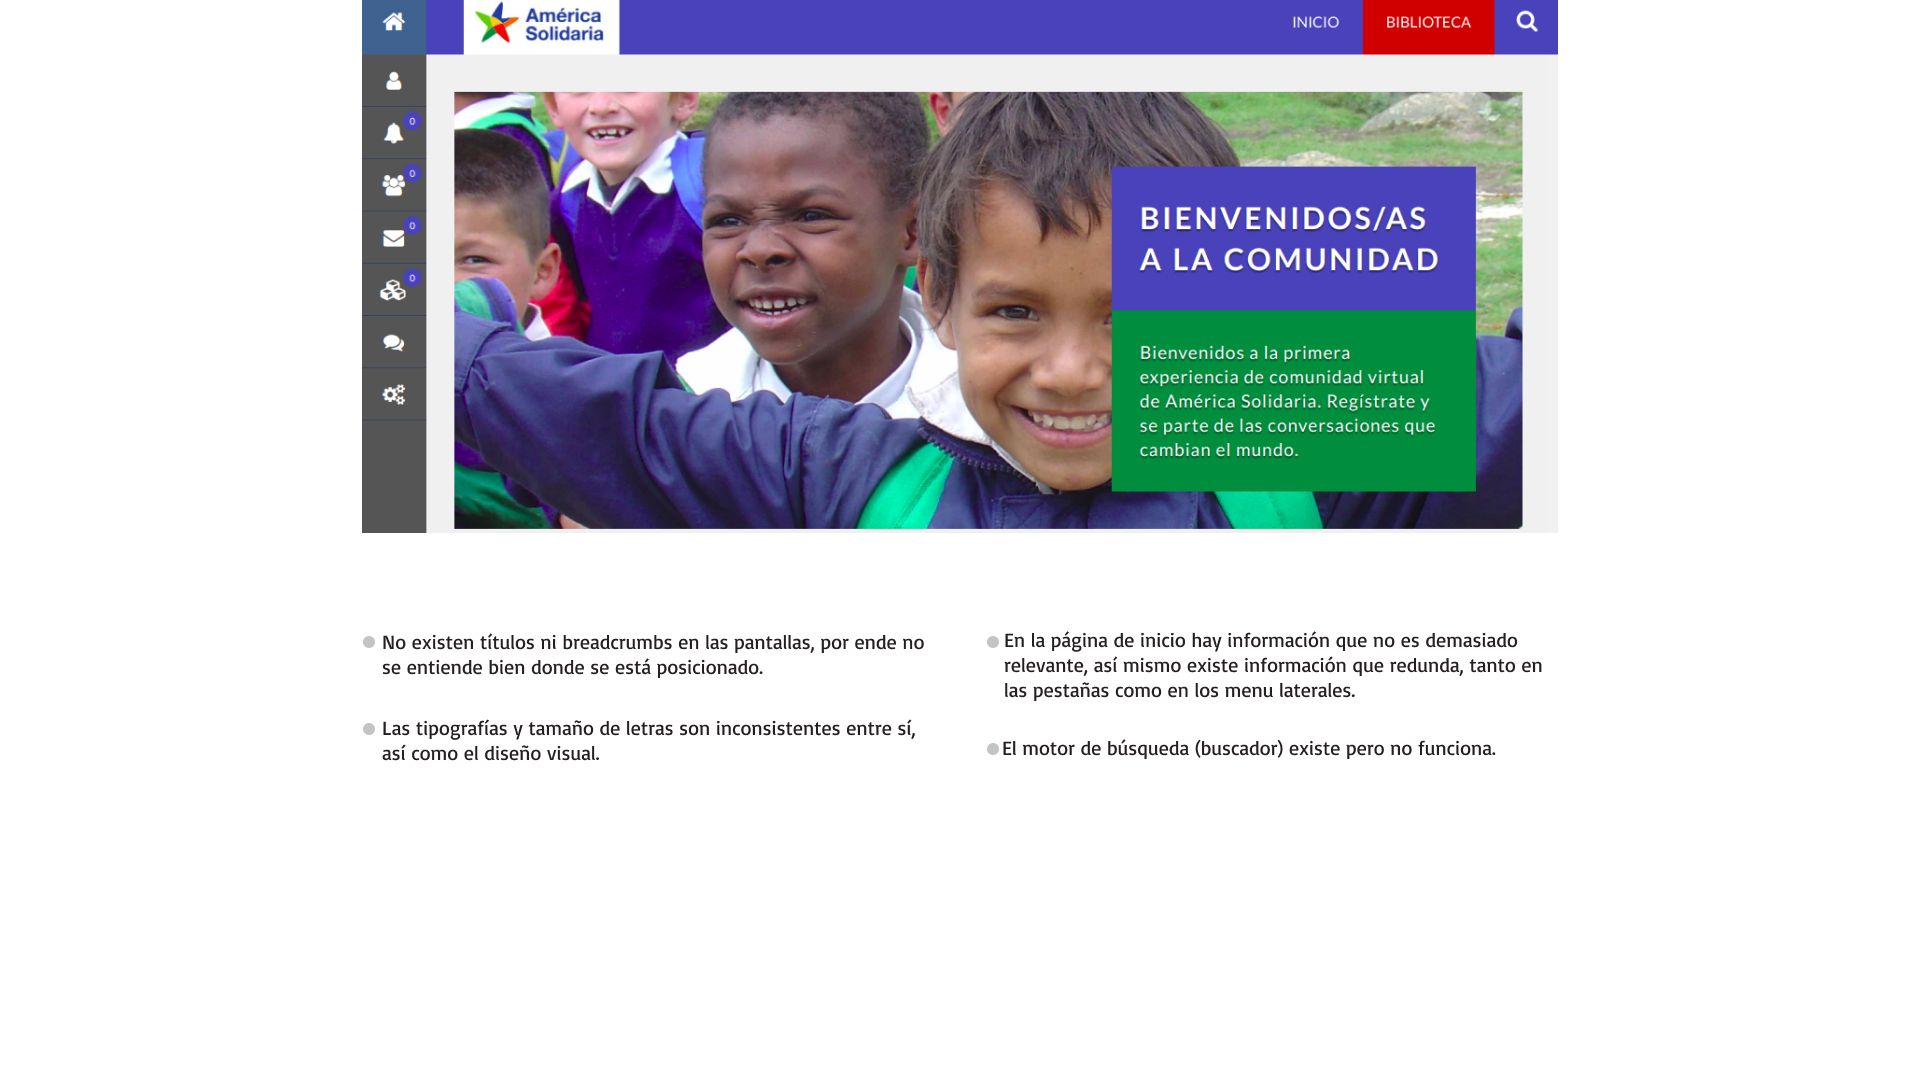 América
Solidaria
INICIO
BIBLIOTECA
0
0
0
0
BIENVENIDOS/AS
A LA COMUNIDAD
Bienvenidos a la primera
experiencia de comunidad virtual
de América Solidaria. Regístrate y
se parte de las conversaciones que
cambian el mundo.
No existen títulos ni breadcrumbs en las pantallas, por ende no
se entiende bien donde se está posicionado.
Las tipografías y tamaño de letras son inconsistentes entre sí,
así como el diseño visual.
En la página de inicio hay información que no es demasiado
relevante, así mismo existe información que redunda, tanto en
las pestañas como en los menu laterales.
El motor de búsqueda (buscador) existe pero no funciona.